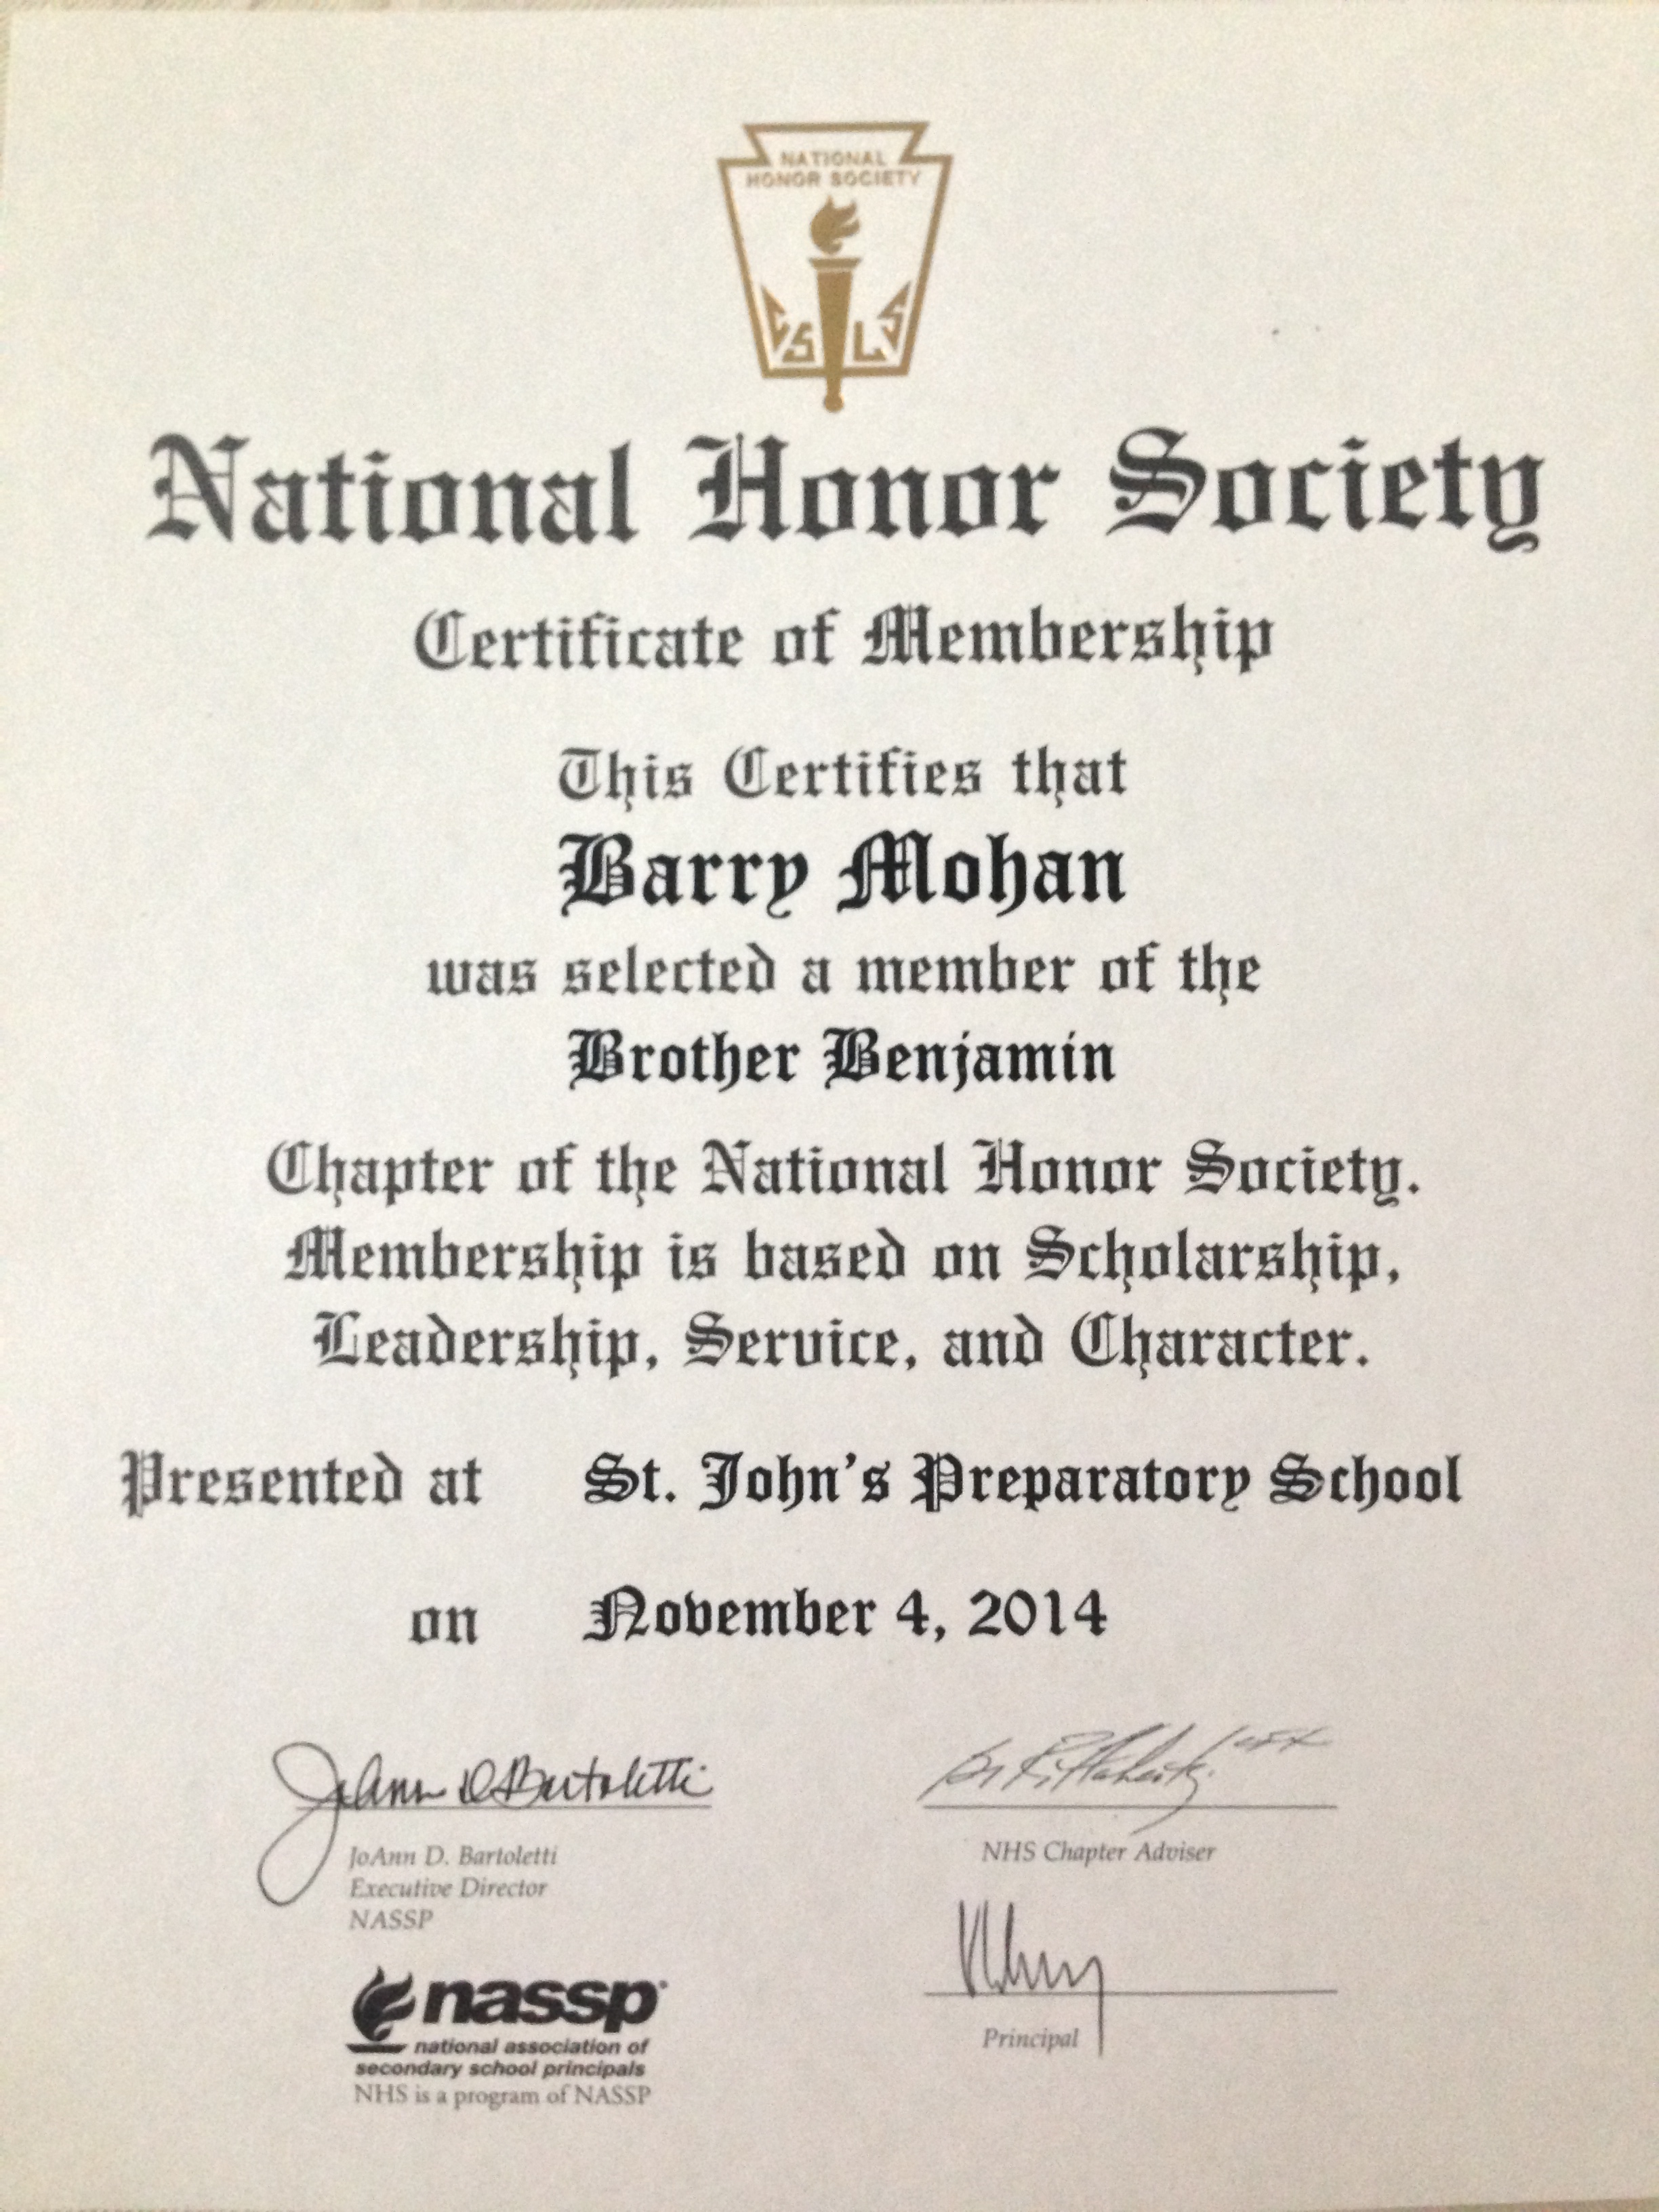 NATIONAL
HONOR SOCIETY
C S L S
National Honor Society
Certificate of Membership
This Certifies that
Barry Mohan
was selected a member of the
Brother Benjamin
Chapter of the National Honor Society.
Membership is based on Scholarship,
Leadership, Service, and Character.
Presented at St. John's Preparatory School
on November 4, 2014
JoAnn D Bartoletti
JoAnn D. Bartoletti
Executive Director
NASSP
NHS Chapter Adviser
Principal
nassp
national association of
secondary school principals
NHS is a program of NASSP